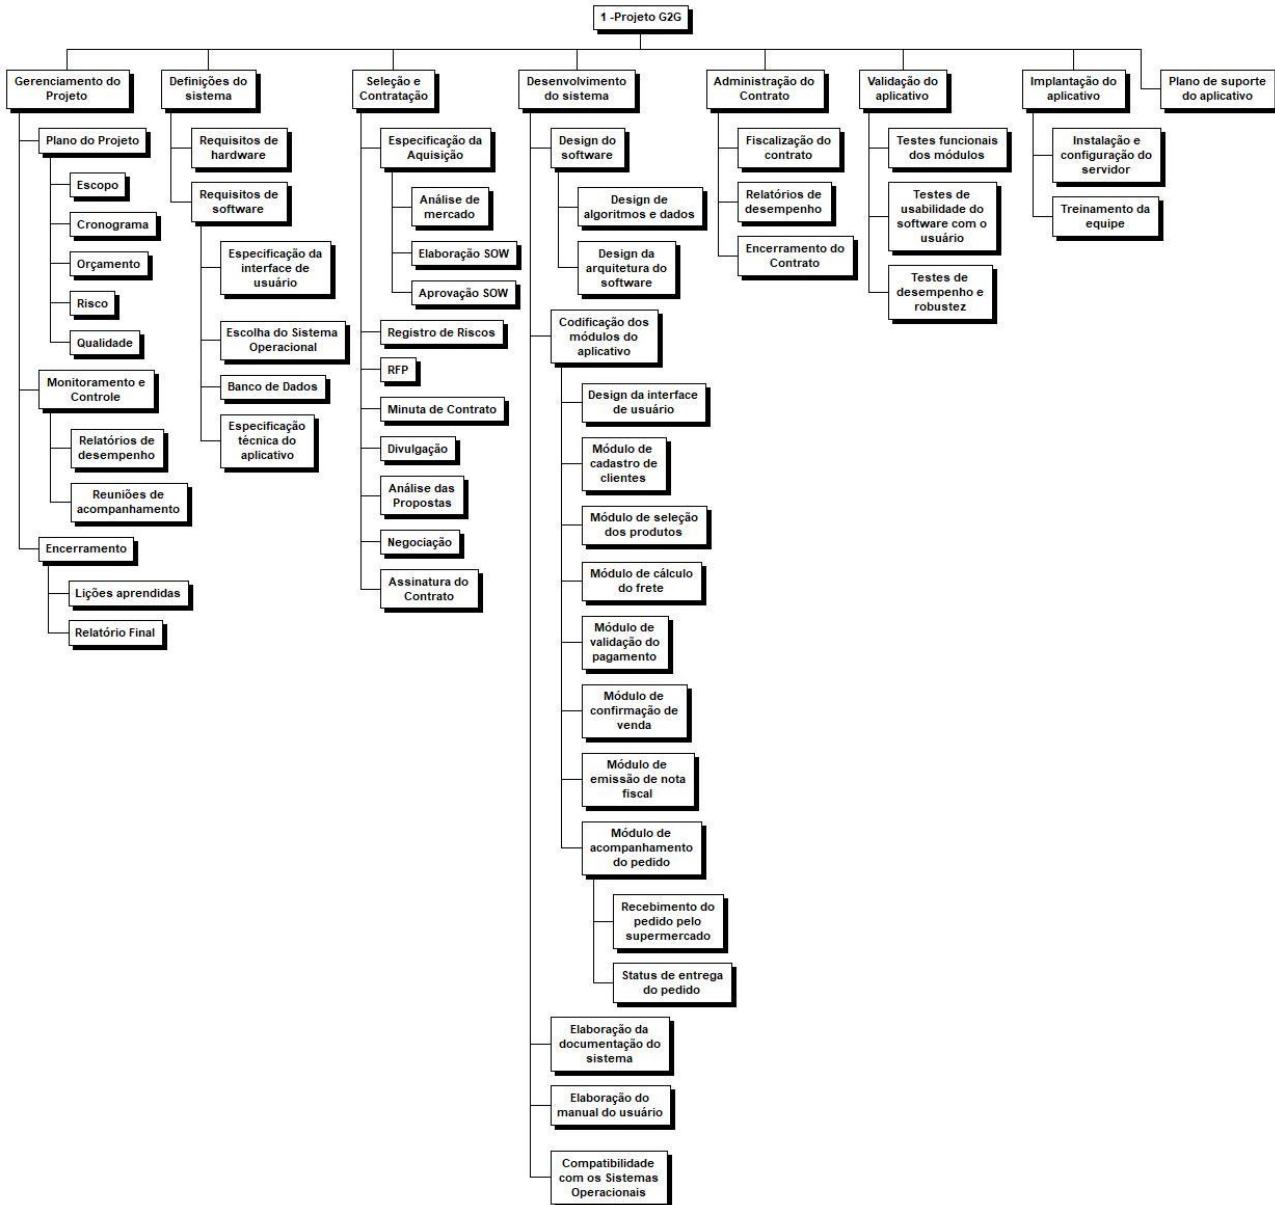 1 -Projeto G2G
Gerenciamento do
Projeto
Plano do Projeto
Escopo
Cronograma
Orçamento
Risco
Qualidade
Monitoramento e
Controle
Relatórios de
desempenho
Reuniões de
acompanhamento
Encerramento
Lições aprendidas
Relatório Final
Definições do
sistema
Requisitos de
hardware
Requisitos de
software
Especificação da
interface de
usuário
Escolha do Sistema
Operacional
Banco de Dados
Especificação
técnica do
aplicativo
Seleção e
Contratação
Especificação da
Aquisição
Análise de
mercado
Elaboração SOW
Aprovação SOW
Registro de Riscos
RFP
Minuta de Contrato
Divulgação
Análise das
Propostas
Negociação
Assinatura do
Contrato
Desenvolvimento
do sistema
Design do
software
Design de
algoritmos e dados
Design da
arquitetura do
software
Codificação dos
módulos do
aplicativo
Design da interface
de usuário
Módulo de
cadastro de
clientes
Módulo de seleção
dos produtos
Módulo de cálculo
do frete
Módulo de
validação do
pagamento
Módulo de
confirmação de
venda
Módulo de
emissão de nota
fiscal
Módulo de
acompanhamento
do pedido
Recebimento do
pedido pelo
supermercado
Status de entrega
do pedido
Elaboração da
documentação do
sistema
Elaboração do
manual do usuário
Compatibilidade
com os Sistemas
Operacionais
Administração do
Contrato
Fiscalização do
contrato
Relatórios de
desempenho
Encerramento do
Contrato
Validação do
aplicativo
Testes funcionais
dos módulos
Testes de
usabilidade do
software com o
usuário
Testes de
desempenho e
robustez
Implantação do
aplicativo
Instalação e
configuração do
servidor
Treinamento da
equipe
Plano de suporte
do aplicativo